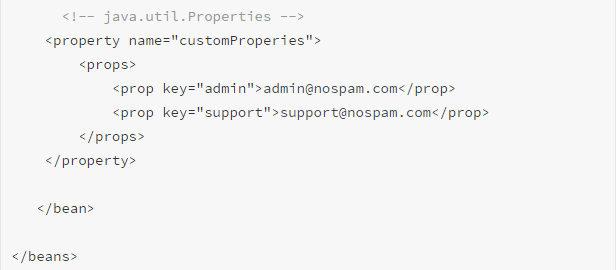 <!-- java.util.Properties -->
<property name="customProperies">
<props>
<prop key="admin">admin@nospam.com</prop>
<prop key="support">support@nospam.com</prop>
</props>
</property>
</bean>
</beans>